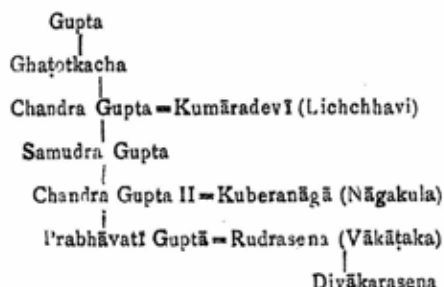 Gupta
Ghaṭotkacha
Chandra Gupta=Kumāradevī (Lichchhavi)
Samudra Gupta
Chandra Gupta II=Kuberanāgā (Nāgakula)
Prabhāvatī Guptā=Rudrasena (Vākāṭaka)
Divākarasena